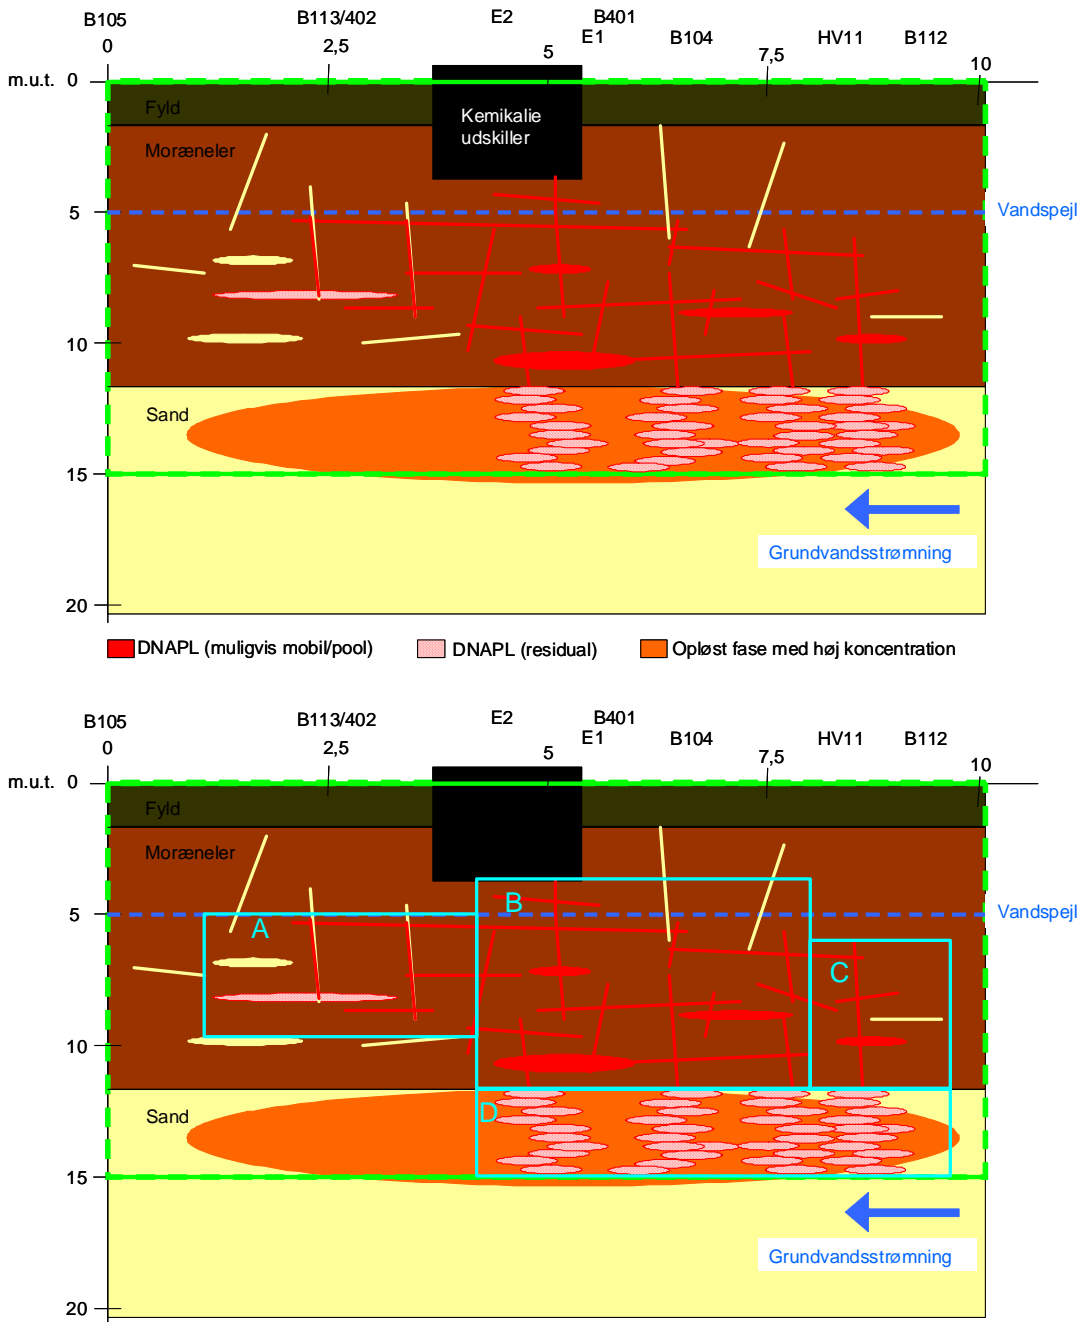 B105 B113/402 E2 B401
E1 B104 HV11 B112
0 2,5 5 7,5 10
m.u.t. 0
Fyld
Kemikalie
udskiller
Moræneler
5 Vandspejl
10
Sand
15
Grundvandsstrømning
20
DNAPL (muligvis mobil/pool) DNAPL (residual) Opløst fase med høj koncentration
B105 B113/402 E2 B401
E1 B104 HV11 B112
0 2,5 5 7,5 10
m.u.t. 0
Fyld
Moræneler
B
5 Vandspejl
A
C
10
D
Sand
15
Grundvandsstrømning
20